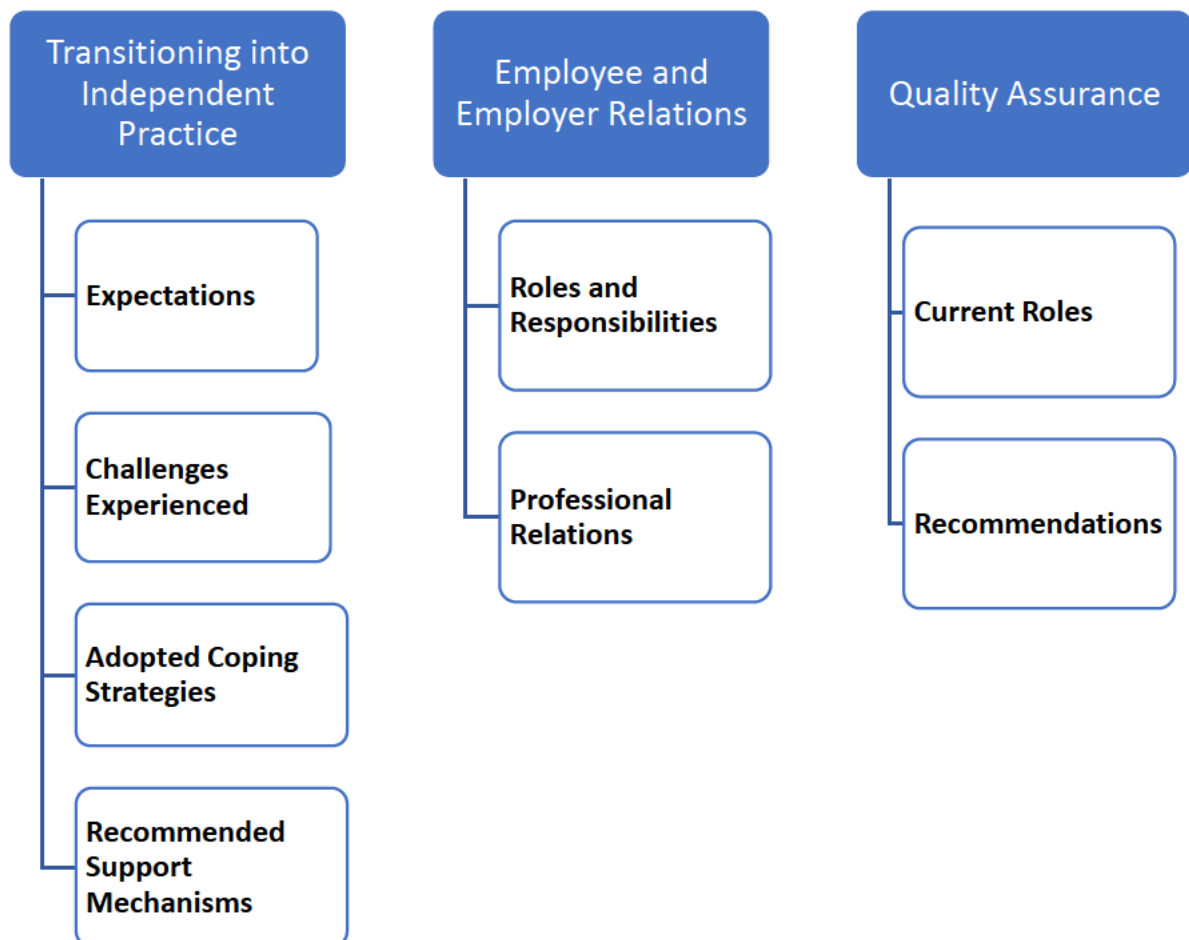 Transitioning into
Independent
Practice
Expectations
Challenges
Experienced
Adopted Coping
Strategies
Recommended
Support
Mechanisms
Employee and
Employer Relations
Roles and
Responsibilities
Professional
Relations
Quality Assurance
Current Roles
Recommendations